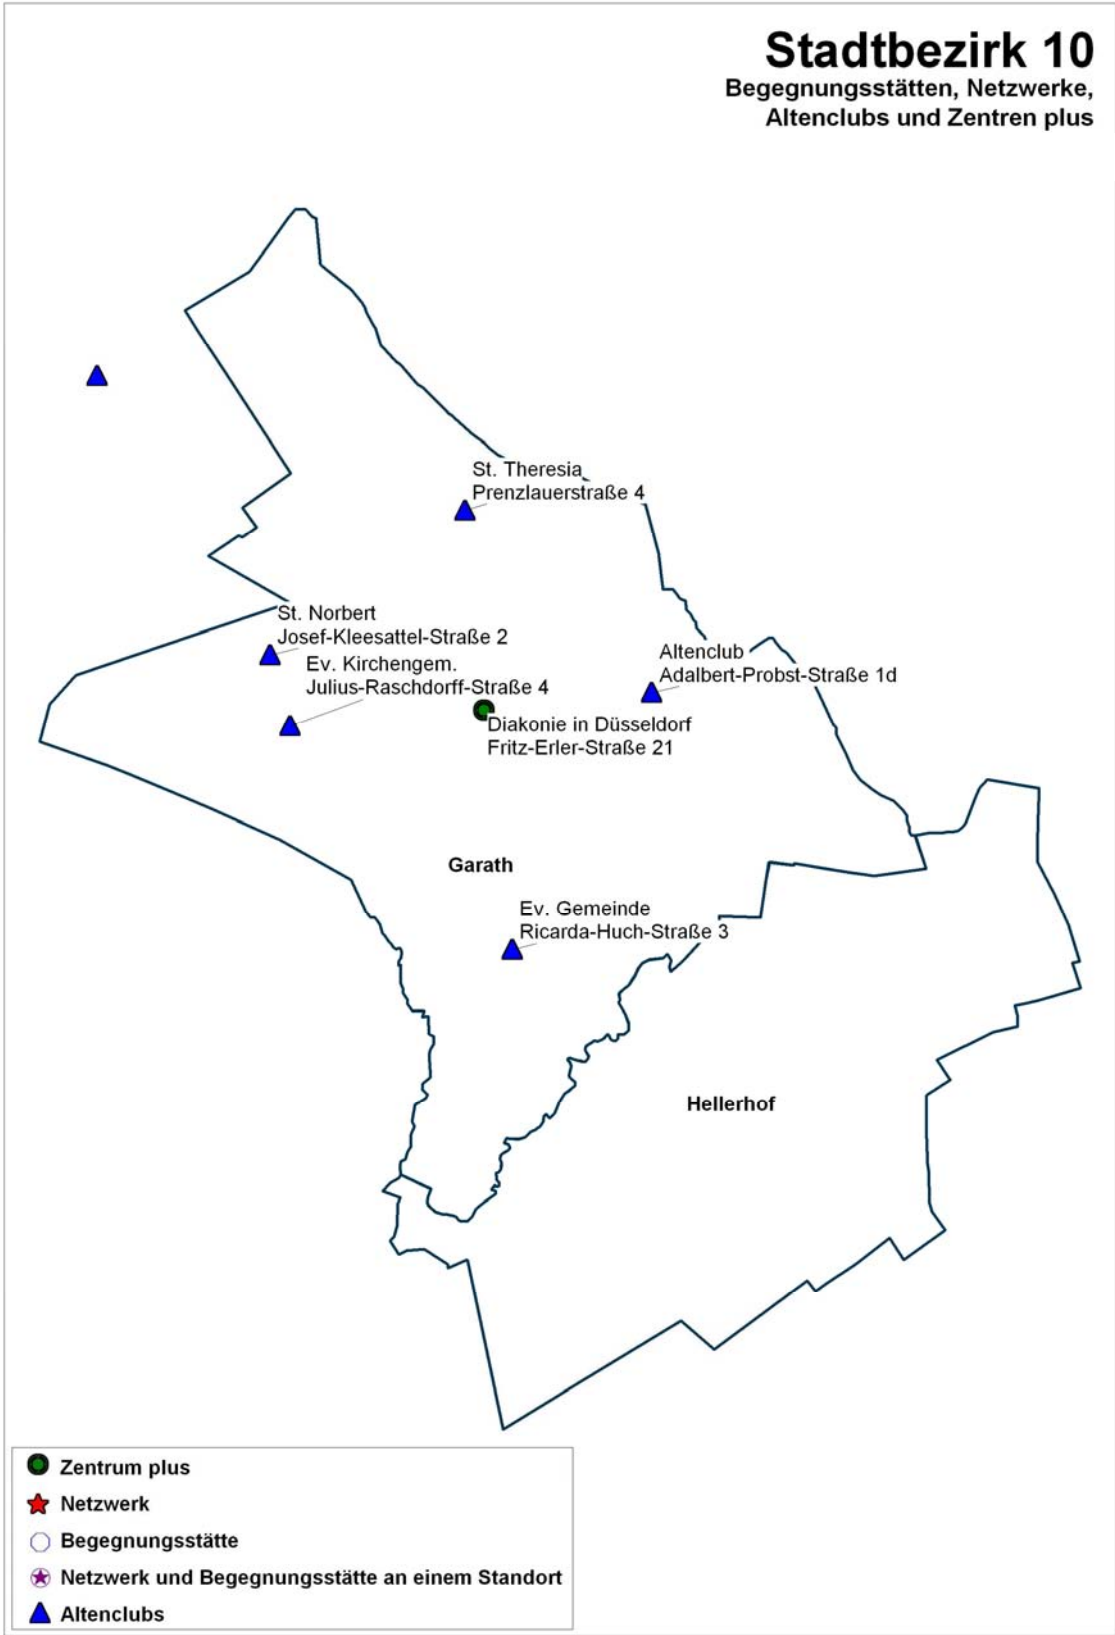 Stadtbezirk 10
Begegnungsstätten, Netzwerke,
Altenclubs und Zentren plus
St. Theresia
Prenzlauerstraße 4
St. Norbert
Josef-Kleesattel-Straße 2
Ev. Kirchengem.
Julius-Raschdorff-Straße 4
Altenclub
Adalbert-Probst-Straße 1d
Diakonie in Düsseldorf
Fritz-Erler-Straße 21
Garath
Ev. Gemeinde
Ricarda-Huch-Straße 3
Hellerhof
Zentrum plus
Netzwerk
Begegnungsstätte
Netzwerk und Begegnungsstätte an einem Standort
Altenclubs